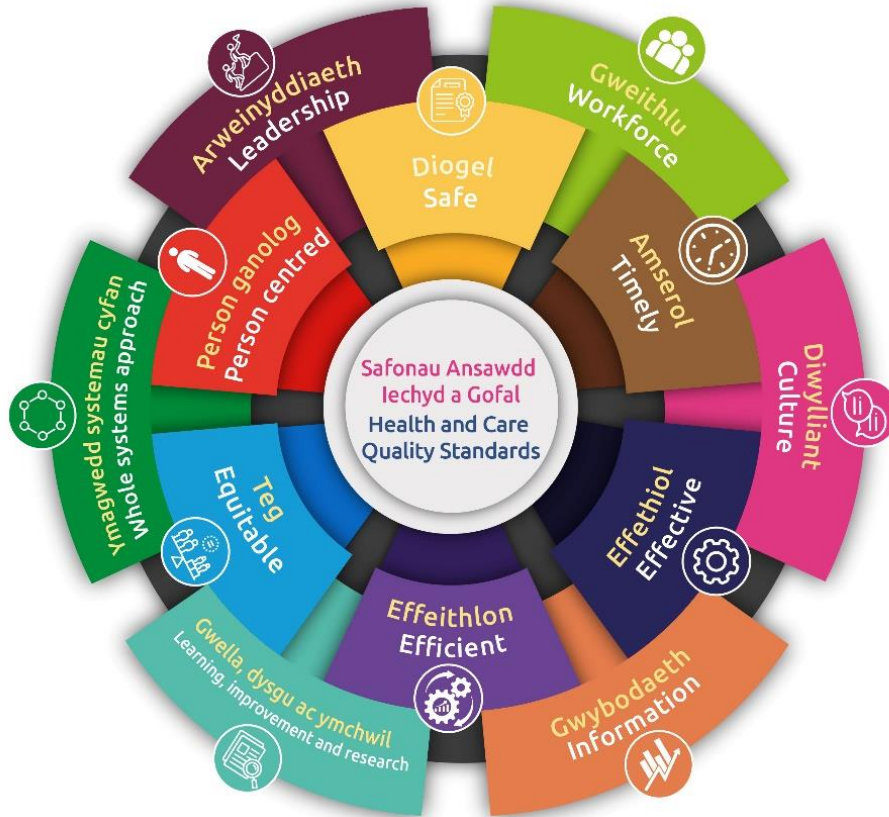 Safonau Ansawdd
Iechyd a Gofal
Health and Care
Quality Standards
Diogel
Safe
Amserol
Timely
Effethiol
Effective
Effeithlon
Efficient
Teg
Equitable
Person ganolog
Person centred
Arweinyddiaeth
Leadership
Gweithlu
Workforce
Diwylliant
Culture
Gwybodaeth
Information
Gwella, dysgu ac ymchwil
Learning, improvement and research
Ymagwedd systemau cyfan
Whole systems approach